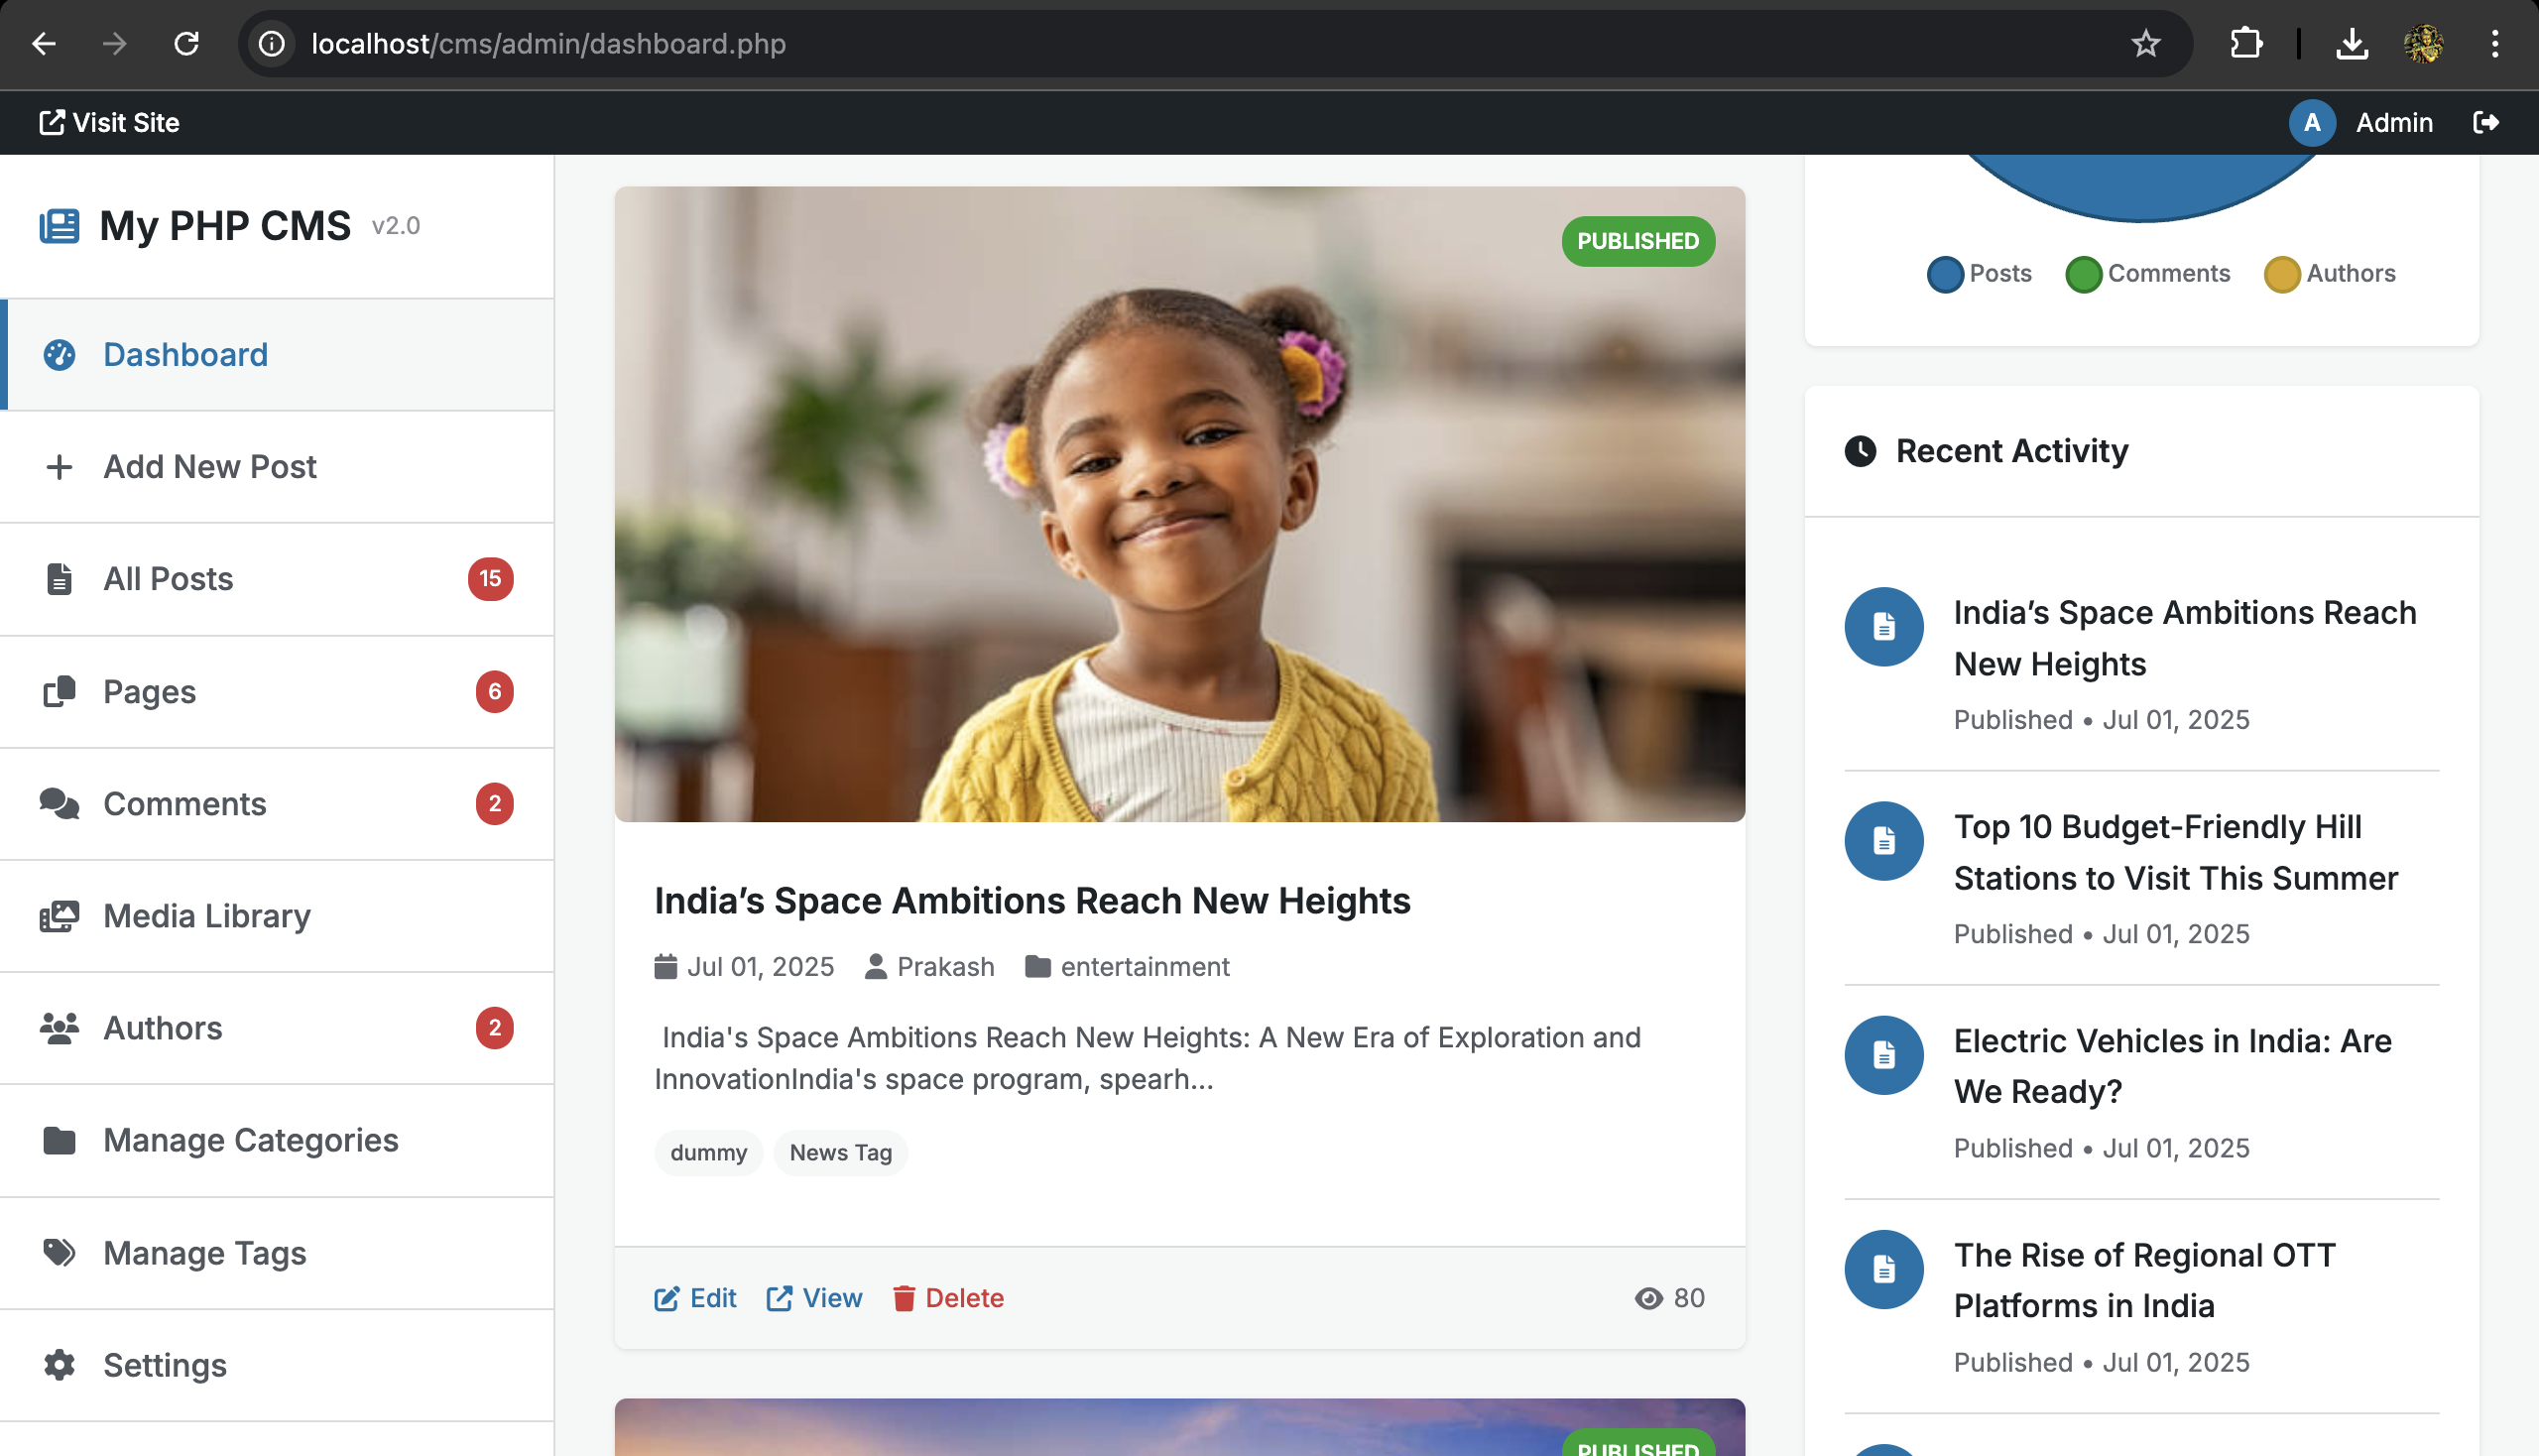 localhost/cms/admin/dashboard.php
Visit Site
A Admin
My PHP CMS v2.0
Dashboard
Add New Post
All Posts 15
Pages 6
Comments 2
Media Library
Authors 2
Manage Categories
Manage Tags
Settings
PUBLISHED
India’s Space Ambitions Reach New Heights
Jul 01, 2025 Prakash entertainment
India's Space Ambitions Reach New Heights: A New Era of Exploration and
InnovationIndia's space program, spearh...
dummy News Tag
Edit View Delete 80
PUBLISHED
Posts Comments Authors
Recent Activity
India’s Space Ambitions Reach
New Heights
Published • Jul 01, 2025
Top 10 Budget-Friendly Hill
Stations to Visit This Summer
Published • Jul 01, 2025
Electric Vehicles in India: Are
We Ready?
Published • Jul 01, 2025
The Rise of Regional OTT
Platforms in India
Published • Jul 01, 2025